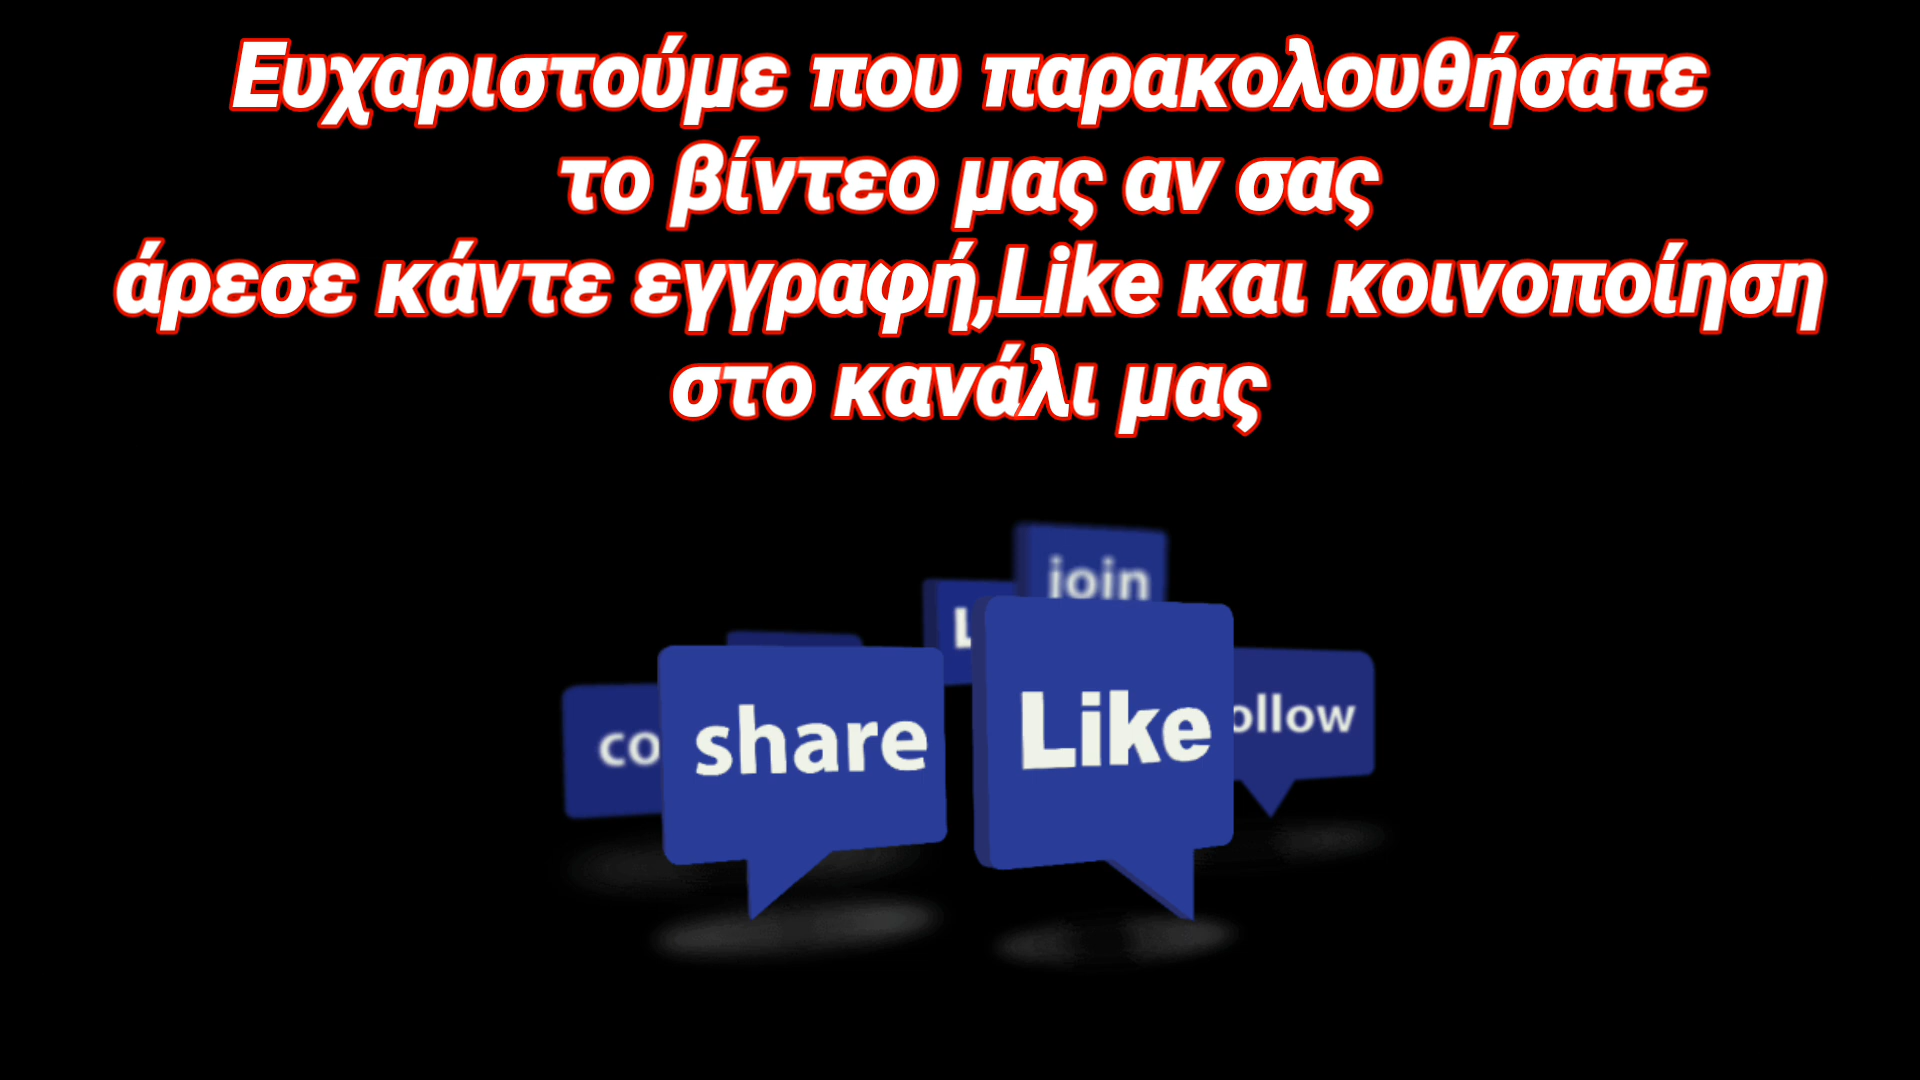 Ευχαριστούμε που παρακολουθήσατε
το βίντεο μας αν σας
άρεσε κάντε εγγραφή,Like και κοινοποίηση
στο κανάλι μας
join
share
Like